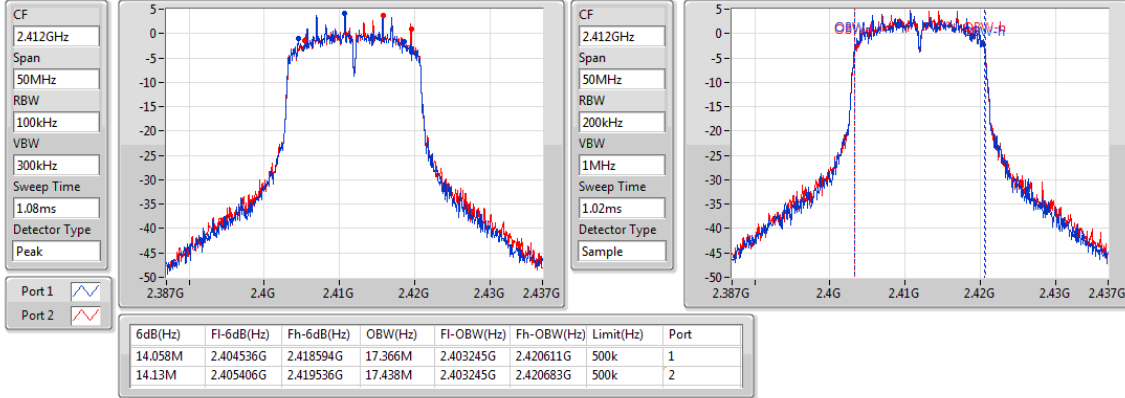 CF
2.412GHz
Span
50MHz
RBW
100kHz
VBW
300kHz
Sweep Time
1.08ms
Detector Type
Peak
Port 1
Port 2
5
0
-5
-10
-15
-20
-25
-30
-35
-40
-45
-50
2.387G 2.4G 2.41G 2.42G 2.43G 2.437G
CF
2.412GHz
Span
50MHz
RBW
200kHz
VBW
1MHz
Sweep Time
1.02ms
Detector Type
Sample
5
0
-5
-10
-15
-20
-25
-30
-35
-40
-45
-50
2.387G 2.4G 2.41G 2.42G 2.43G 2.437G
6dB(Hz) Fl-6dB(Hz) Fh-6dB(Hz) OBW(Hz) Fl-OBW(Hz) Fh-OBW(Hz) Limit(Hz) Port
14.058M 2.404536G 2.418594G 17.366M 2.403245G 2.420611G 500k 1
14.13M 2.405406G 2.419536G 17.438M 2.403245G 2.420683G 500k 2